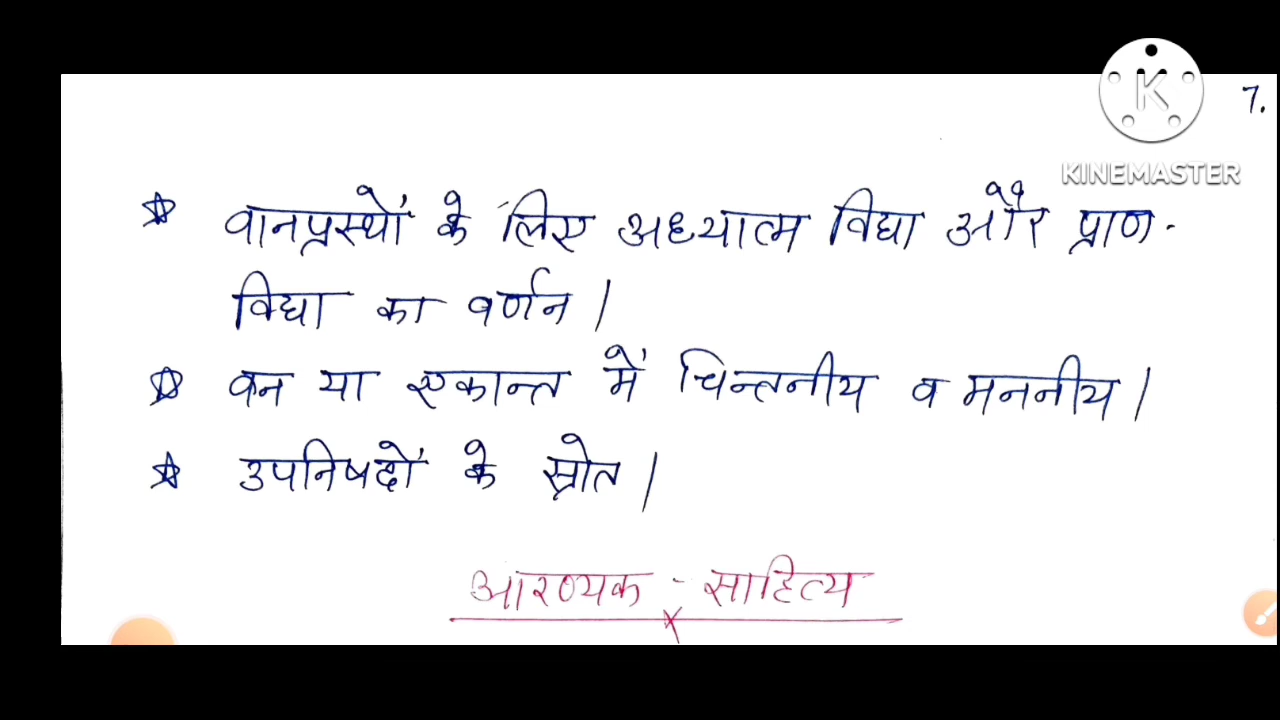 7.
K
KINEMASTER
☆ वानप्रस्थों के लिए अध्यात्म विद्या और प्राण-
विद्या का वर्णन।
☆ वन या एकान्त में चिन्तनीय व मननीय।
☆ उपनिषदों के स्रोत।
आरण्यक - साहित्य